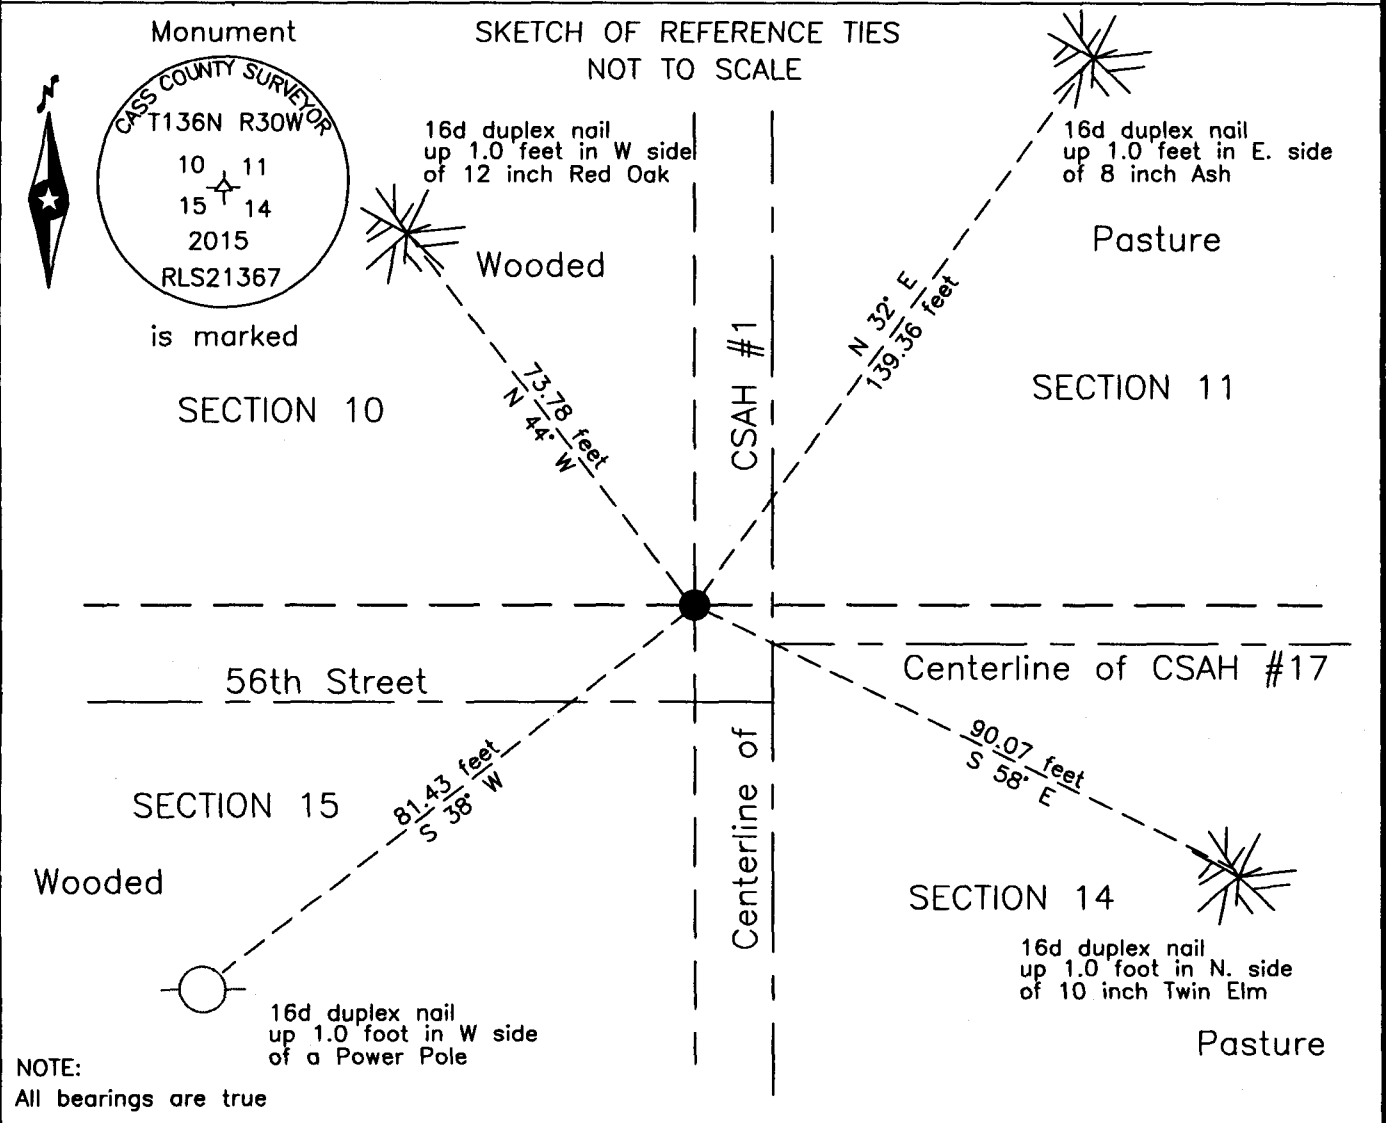 Monument
SKETCH OF REFERENCE TIES
NOT TO SCALE
N
CASS COUNTY SURVEYOR
T136N R30W
10 11
15 14
2015
RLS21367
is marked
16d duplex nail
up 1.0 feet in W side
of 12 inch Red Oak
Wooded
16d duplex nail
up 1.0 feet in E. side
of 8 inch Ash
Pasture
SECTION 10
73.78 feet
N 44° W
CSAH #1
N 32° E
139.36 feet
SECTION 11
56th Street
Centerline of CSAH #17
SECTION 15
81.43 feet
S 38° W
Wooded
Centerline of
90.07 feet
S 58° E
SECTION 14
16d duplex nail
up 1.0 foot in N. side
of 10 inch Twin Elm
Pasture
16d duplex nail
up 1.0 foot in W side
of a Power Pole
NOTE:
All bearings are true